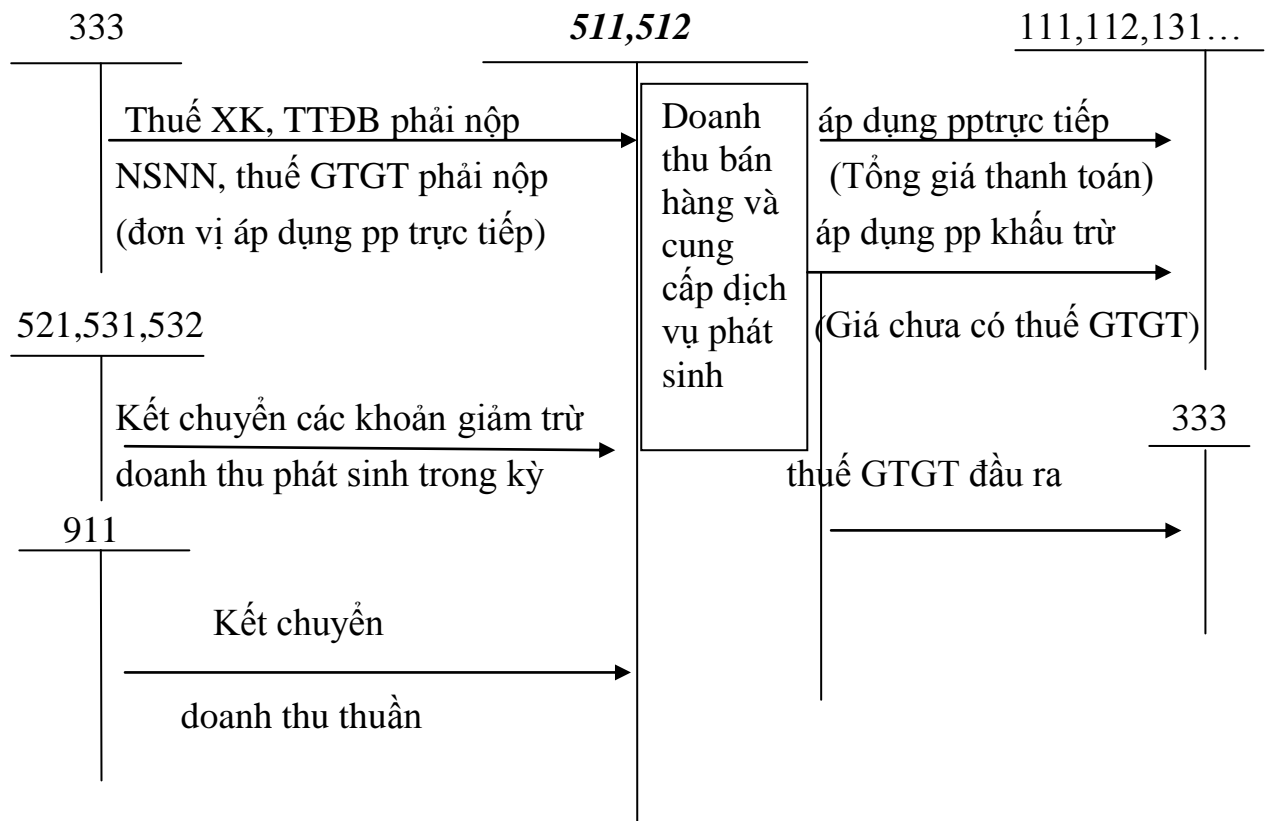 333
511,512
111,112,131…
Thuế XK, TTĐB phải nộp
NSNN, thuế GTGT phải nộp
(đơn vị áp dụng pp trực tiếp)
Doanh
thu bán
hàng và
cung
cấp dịch
vụ phát
sinh
áp dụng pptrực tiếp
(Tổng giá thanh toán)
áp dụng pp khấu trừ
(Giá chưa có thuế GTGT)
521,531,532
Kết chuyển các khoản giảm trừ
doanh thu phát sinh trong kỳ
333
thuế GTGT đầu ra
911
Kết chuyển
doanh thu thuần